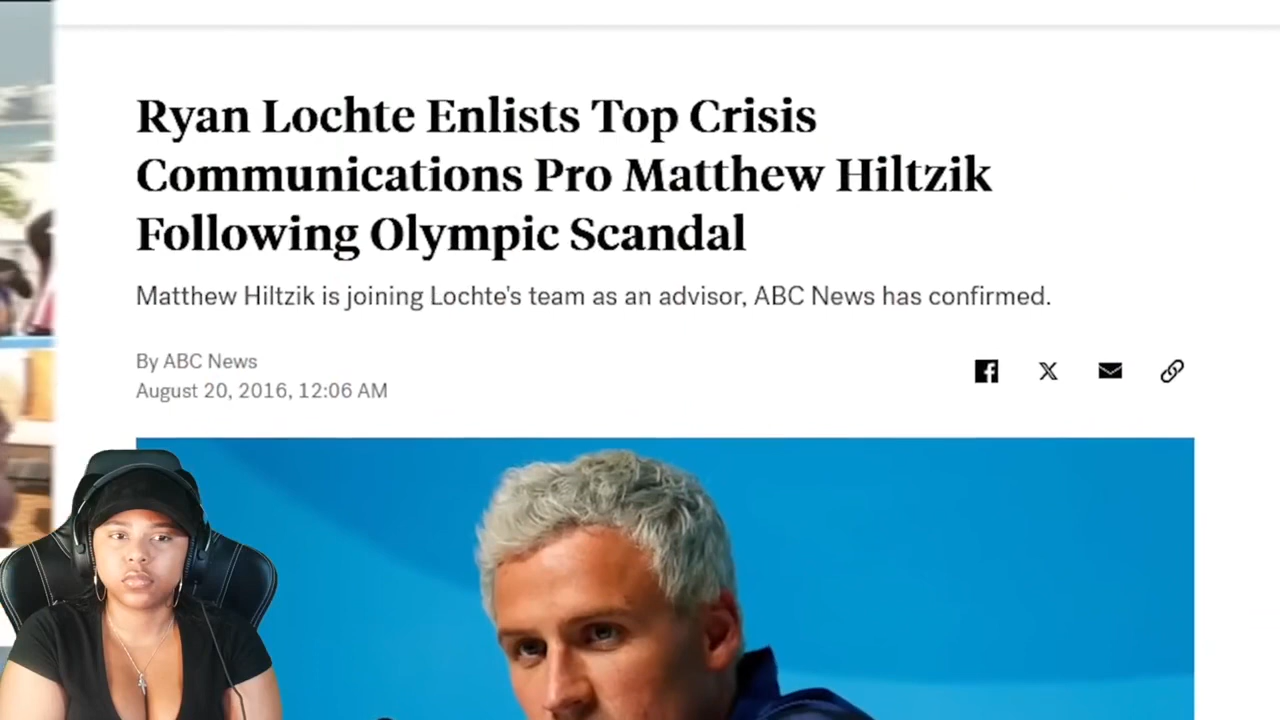 Ryan Lochte Enlists Top Crisis
Communications Pro Matthew Hiltzik
Following Olympic Scandal
Matthew Hiltzik is joining Lochte's team as an advisor, ABC News has confirmed.
By ABC News
August 20, 2016, 12:06 AM